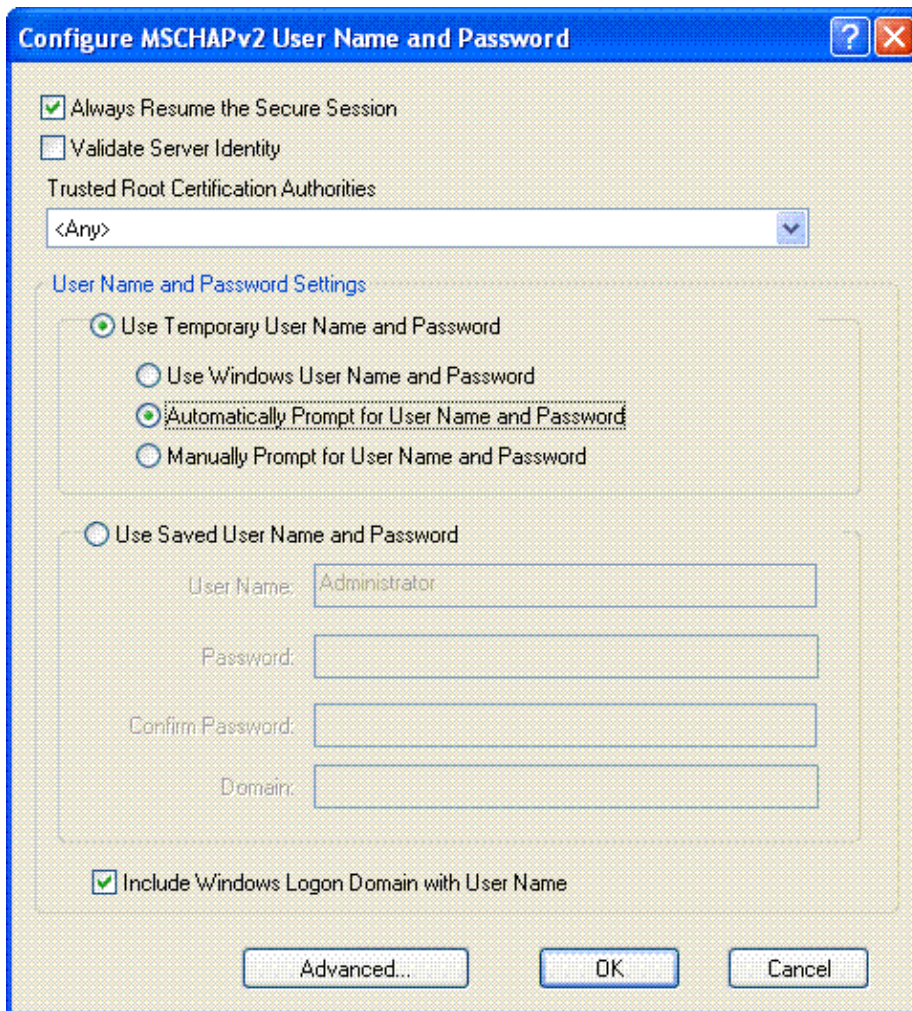 Configure MSCHAPv2 User Name and Password
?
Always Resume the Secure Session
Validate Server Identity
Trusted Root Certification Authorities
<Any>
User Name and Password Settings
Use Temporary User Name and Password
Use Windows User Name and Password
Automatically Prompt for User Name and Password
Manually Prompt for User Name and Password
Use Saved User Name and Password
User Name: Administrator
Password:
Confirm Password:
Domain:
Include Windows Logon Domain with User Name
Advanced... OK Cancel